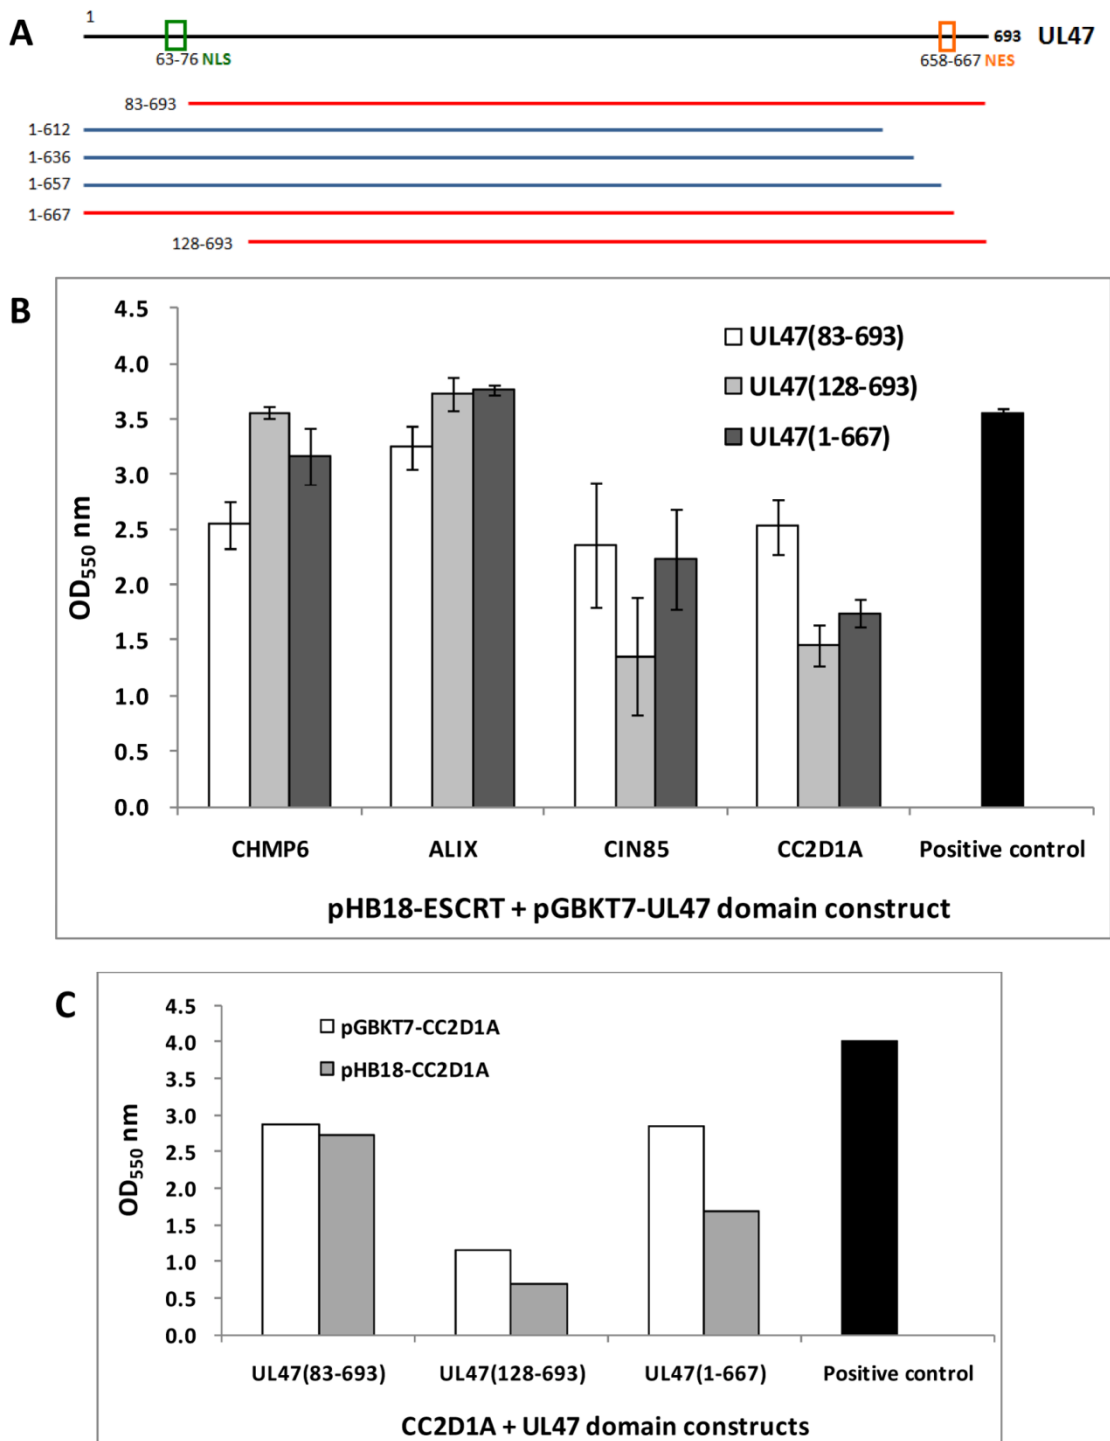 A
1
693 UL47
63-76 NLS
658-667 NES
83-693
1-612
1-636
1-657
1-667
128-693
B
4.5
4.0
3.5
3.0
2.5
2.0
1.5
1.0
0.5
0.0
OD550 nm
UL47(83-693)
UL47(128-693)
UL47(1-667)
CHMP6 ALIX CIN85 CC2D1A Positive control
pHB18-ESCRT + pGBKT7-UL47 domain construct
C
4.5
4.0
3.5
3.0
2.5
2.0
1.5
1.0
0.5
0.0
OD550 nm
pGBKT7-CC2D1A
pHB18-CC2D1A
UL47(83-693) UL47(128-693) UL47(1-667) Positive control
CC2D1A + UL47 domain constructs